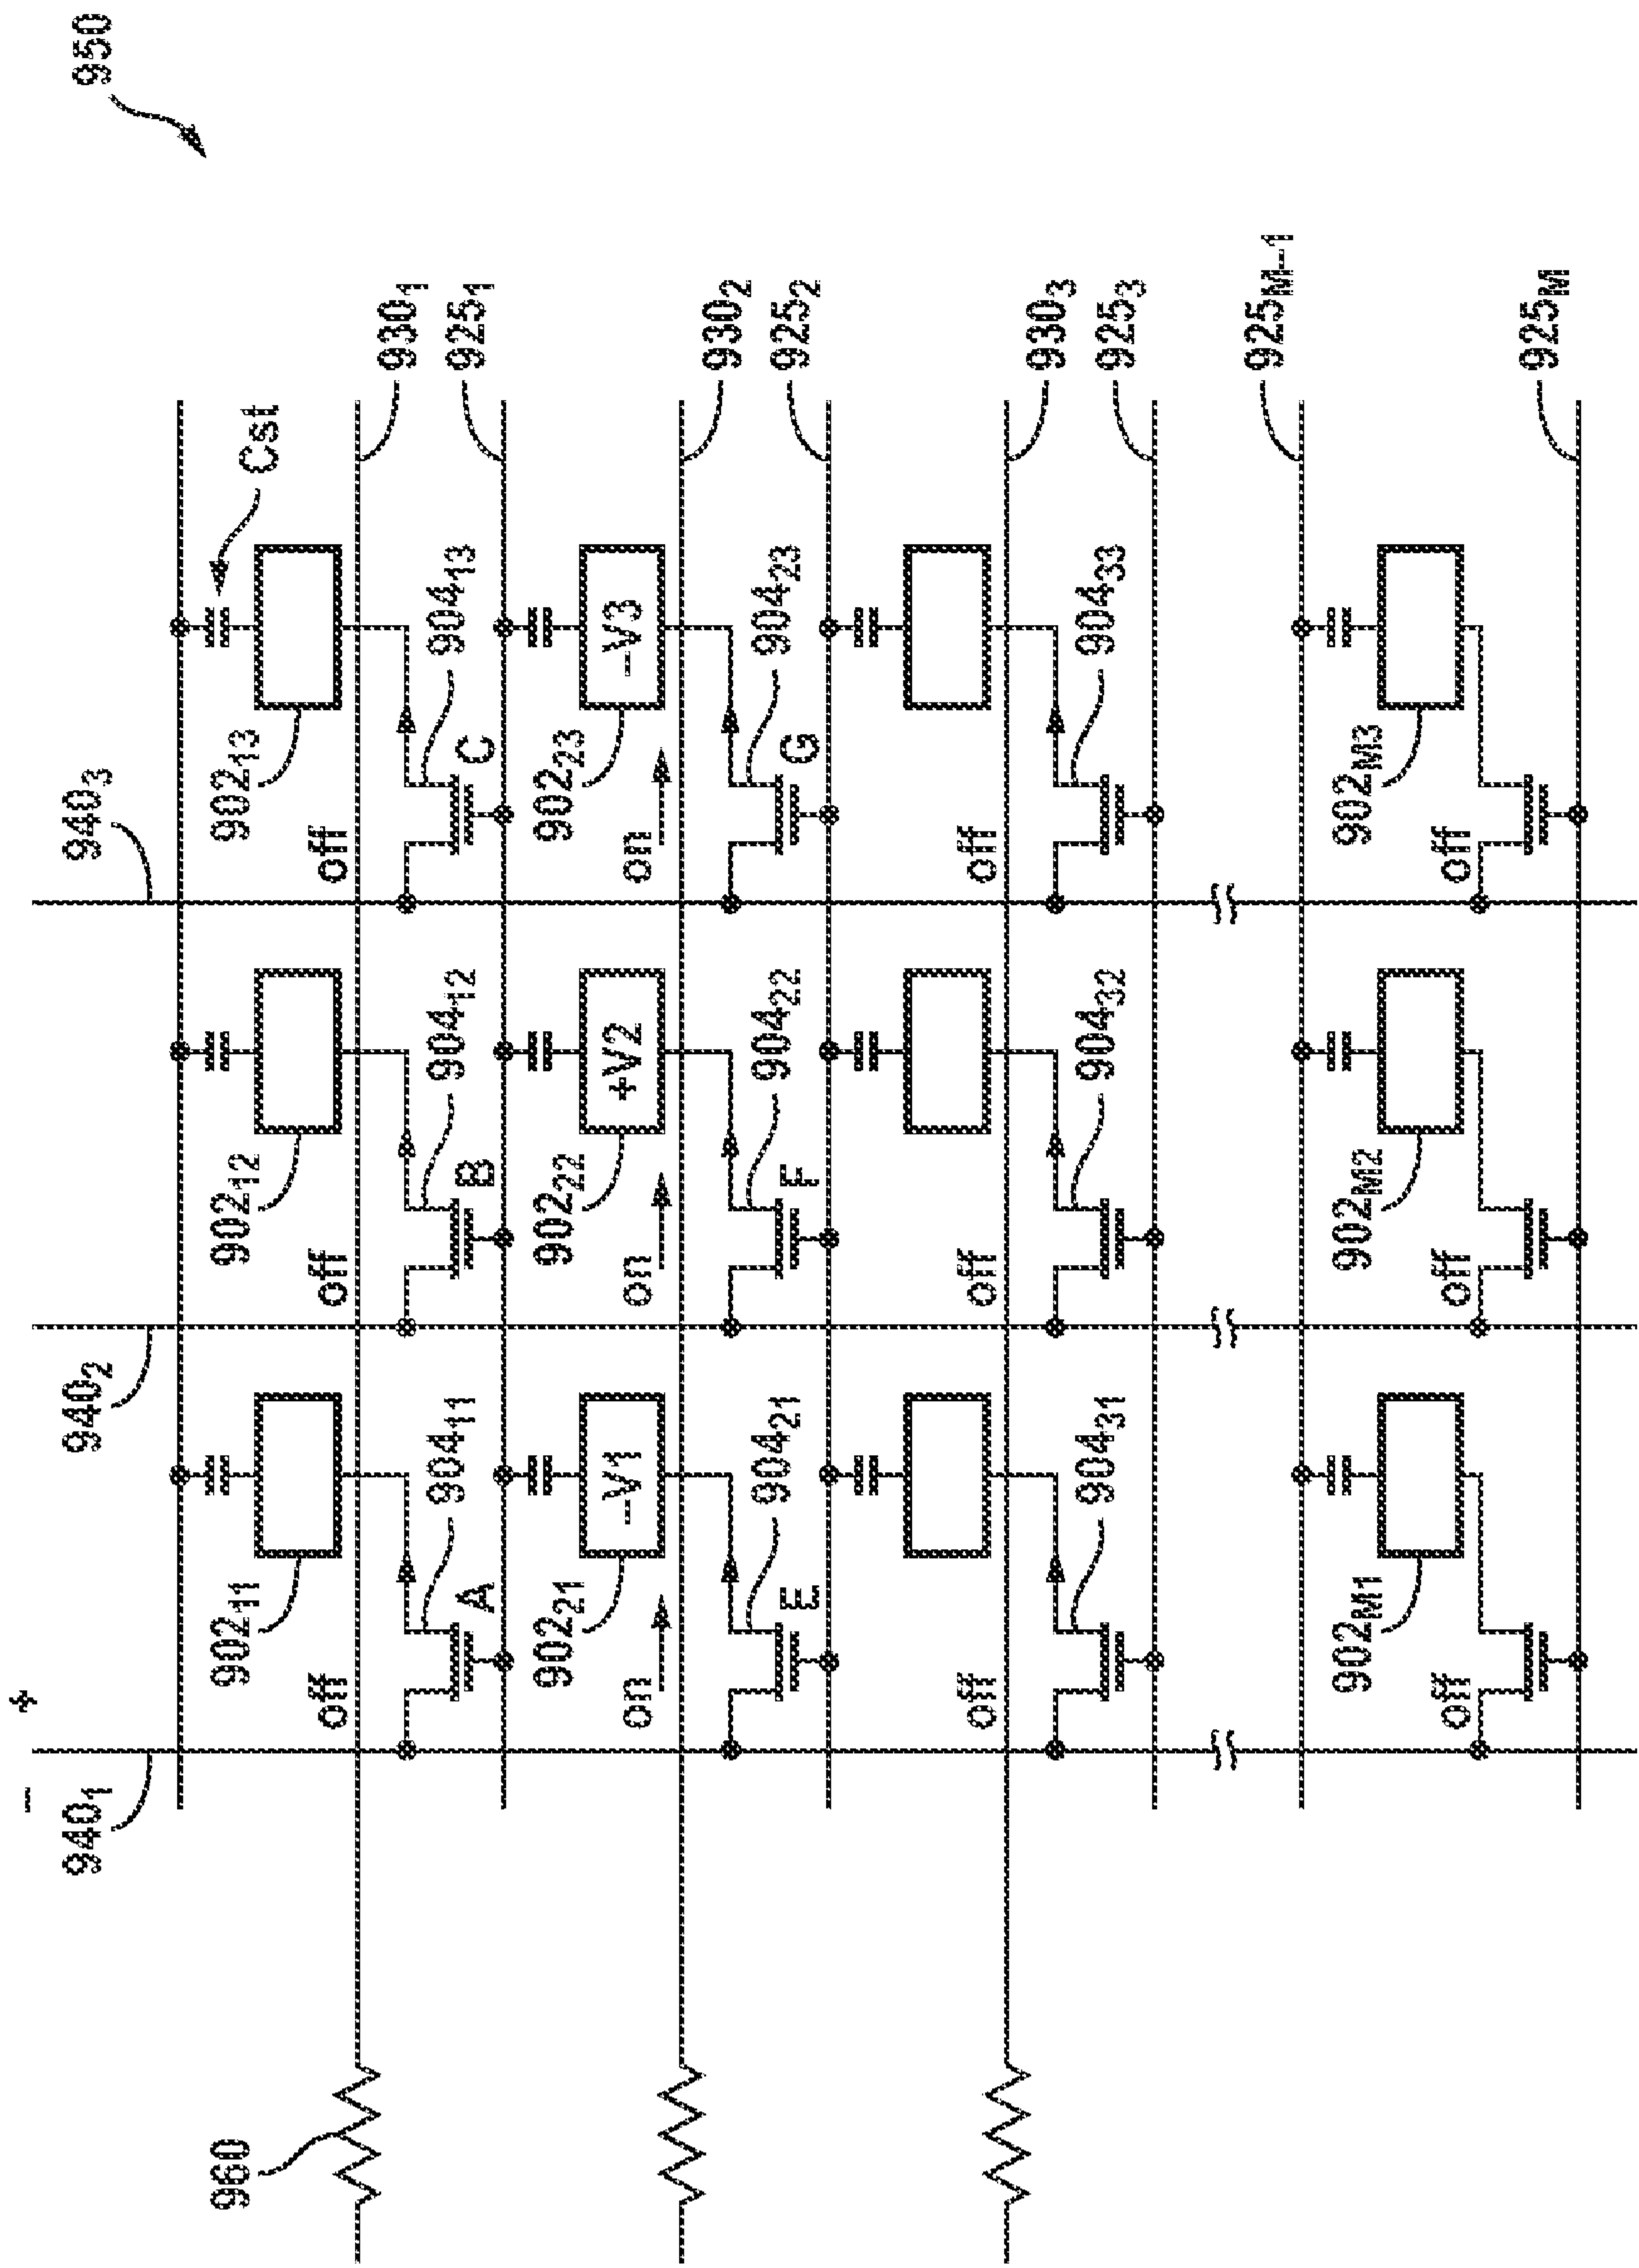 − +
940₁ 940₂ 940₃ 950
960 902₁₁ 902₁₂ 902₁₃ Cst
off off off
930₁
904₁₁ 904₁₂ 904₁₃ 925₁
A B C
902₂₁ 902₂₂ 902₂₃
−V1 +V2 −V3
on on on
930₂
904₂₁ 904₂₂ 904₂₃ 925₂
E F G
off off off
930₃
904₃₁ 904₃₂ 904₃₃ 925₃
925M−1
902M1 902M2 902M3
off off off
925M